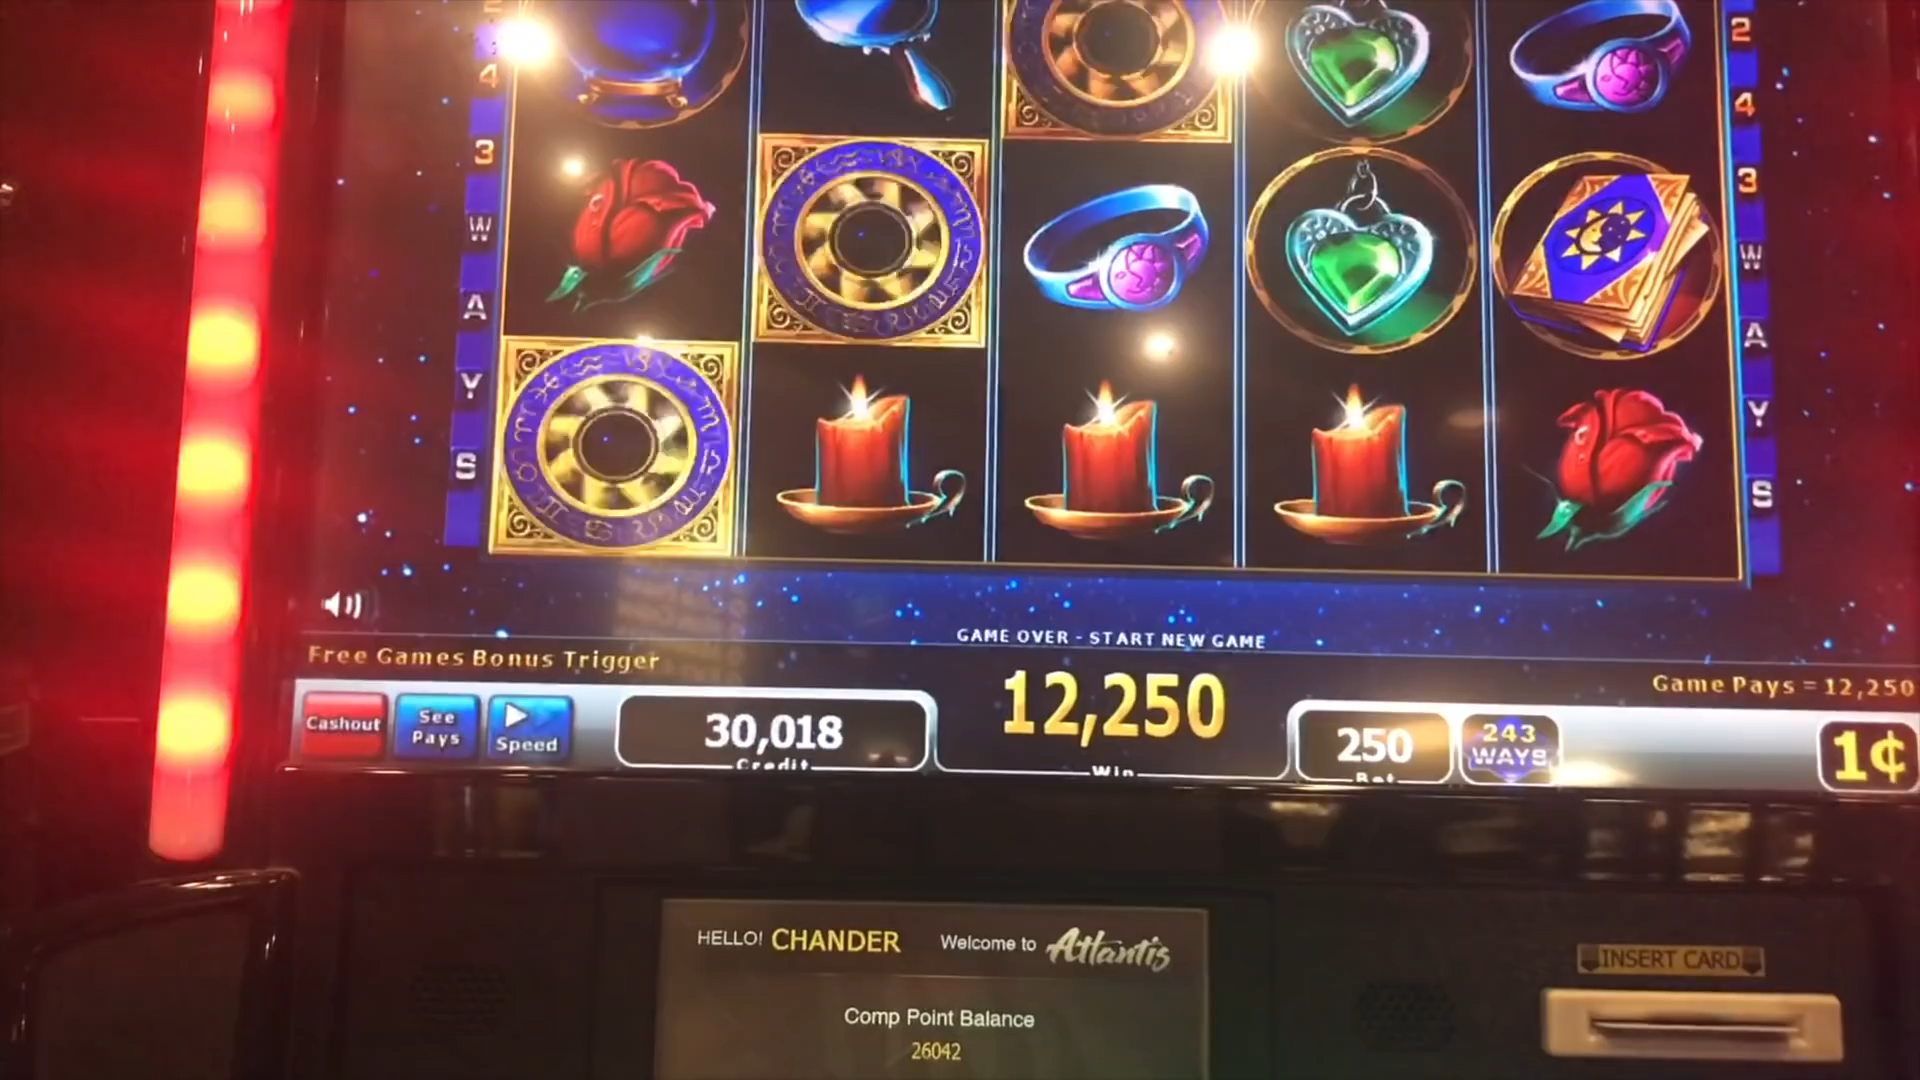 2
4
3
W
A
Y
S
2
4
3
W
A
Y
S
GAME OVER - START NEW GAME
Free Games Bonus Trigger
Game Pays = 12,250
Cashout
See Pays
Speed
30,018
Credit
12,250
Win
250
Bet
243 WAYS
1¢
HELLO! CHANDER Welcome to Atlantis
Comp Point Balance
26042
INSERT CARD